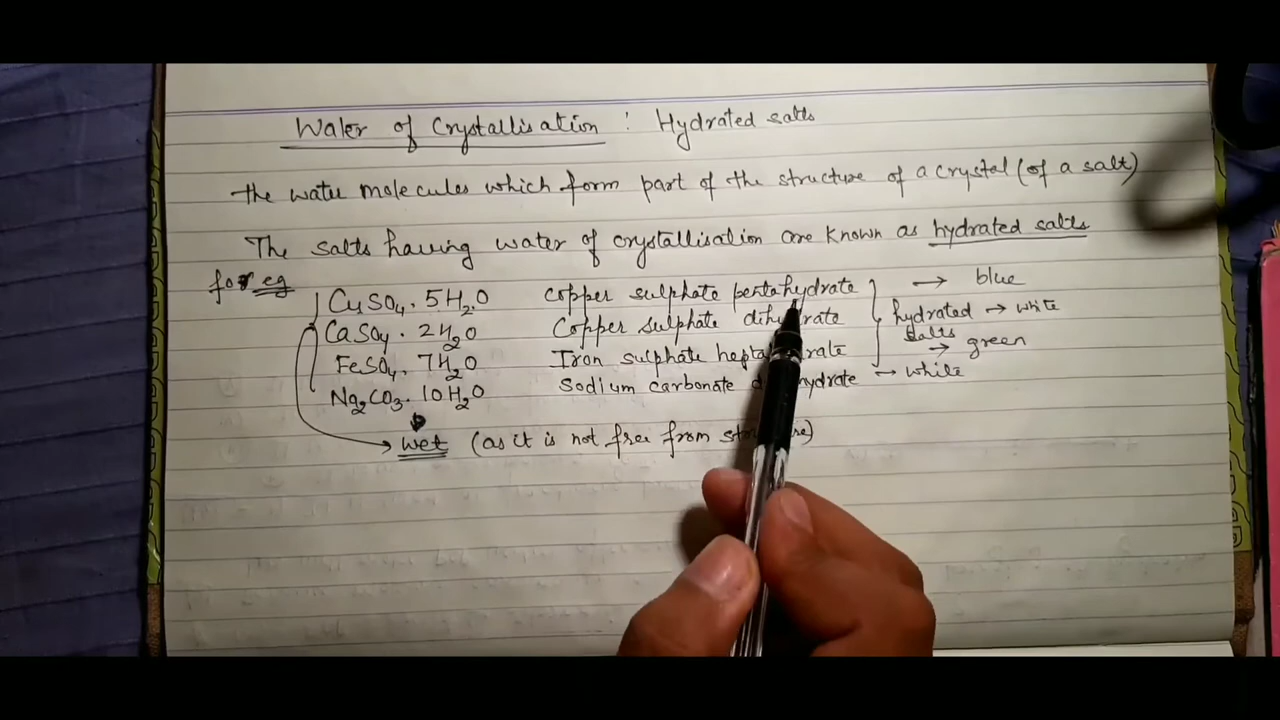 Water of Crystallisation : Hydrated salts
the water molecules which form part of the structure of a crystal (of a salt)
The salts having water of crystallisation are known as hydrated salts
for eg
CuSO4 . 5H2O copper sulphate pentahydrate → blue
CaSO4 . 2H2O Copper sulphate dihydrate hydrated salts → white
FeSO4 . 7H2O Iron sulphate → green
Na2CO3 . 10H2O Sodium carbonate → white
→ wet (as it is not free from